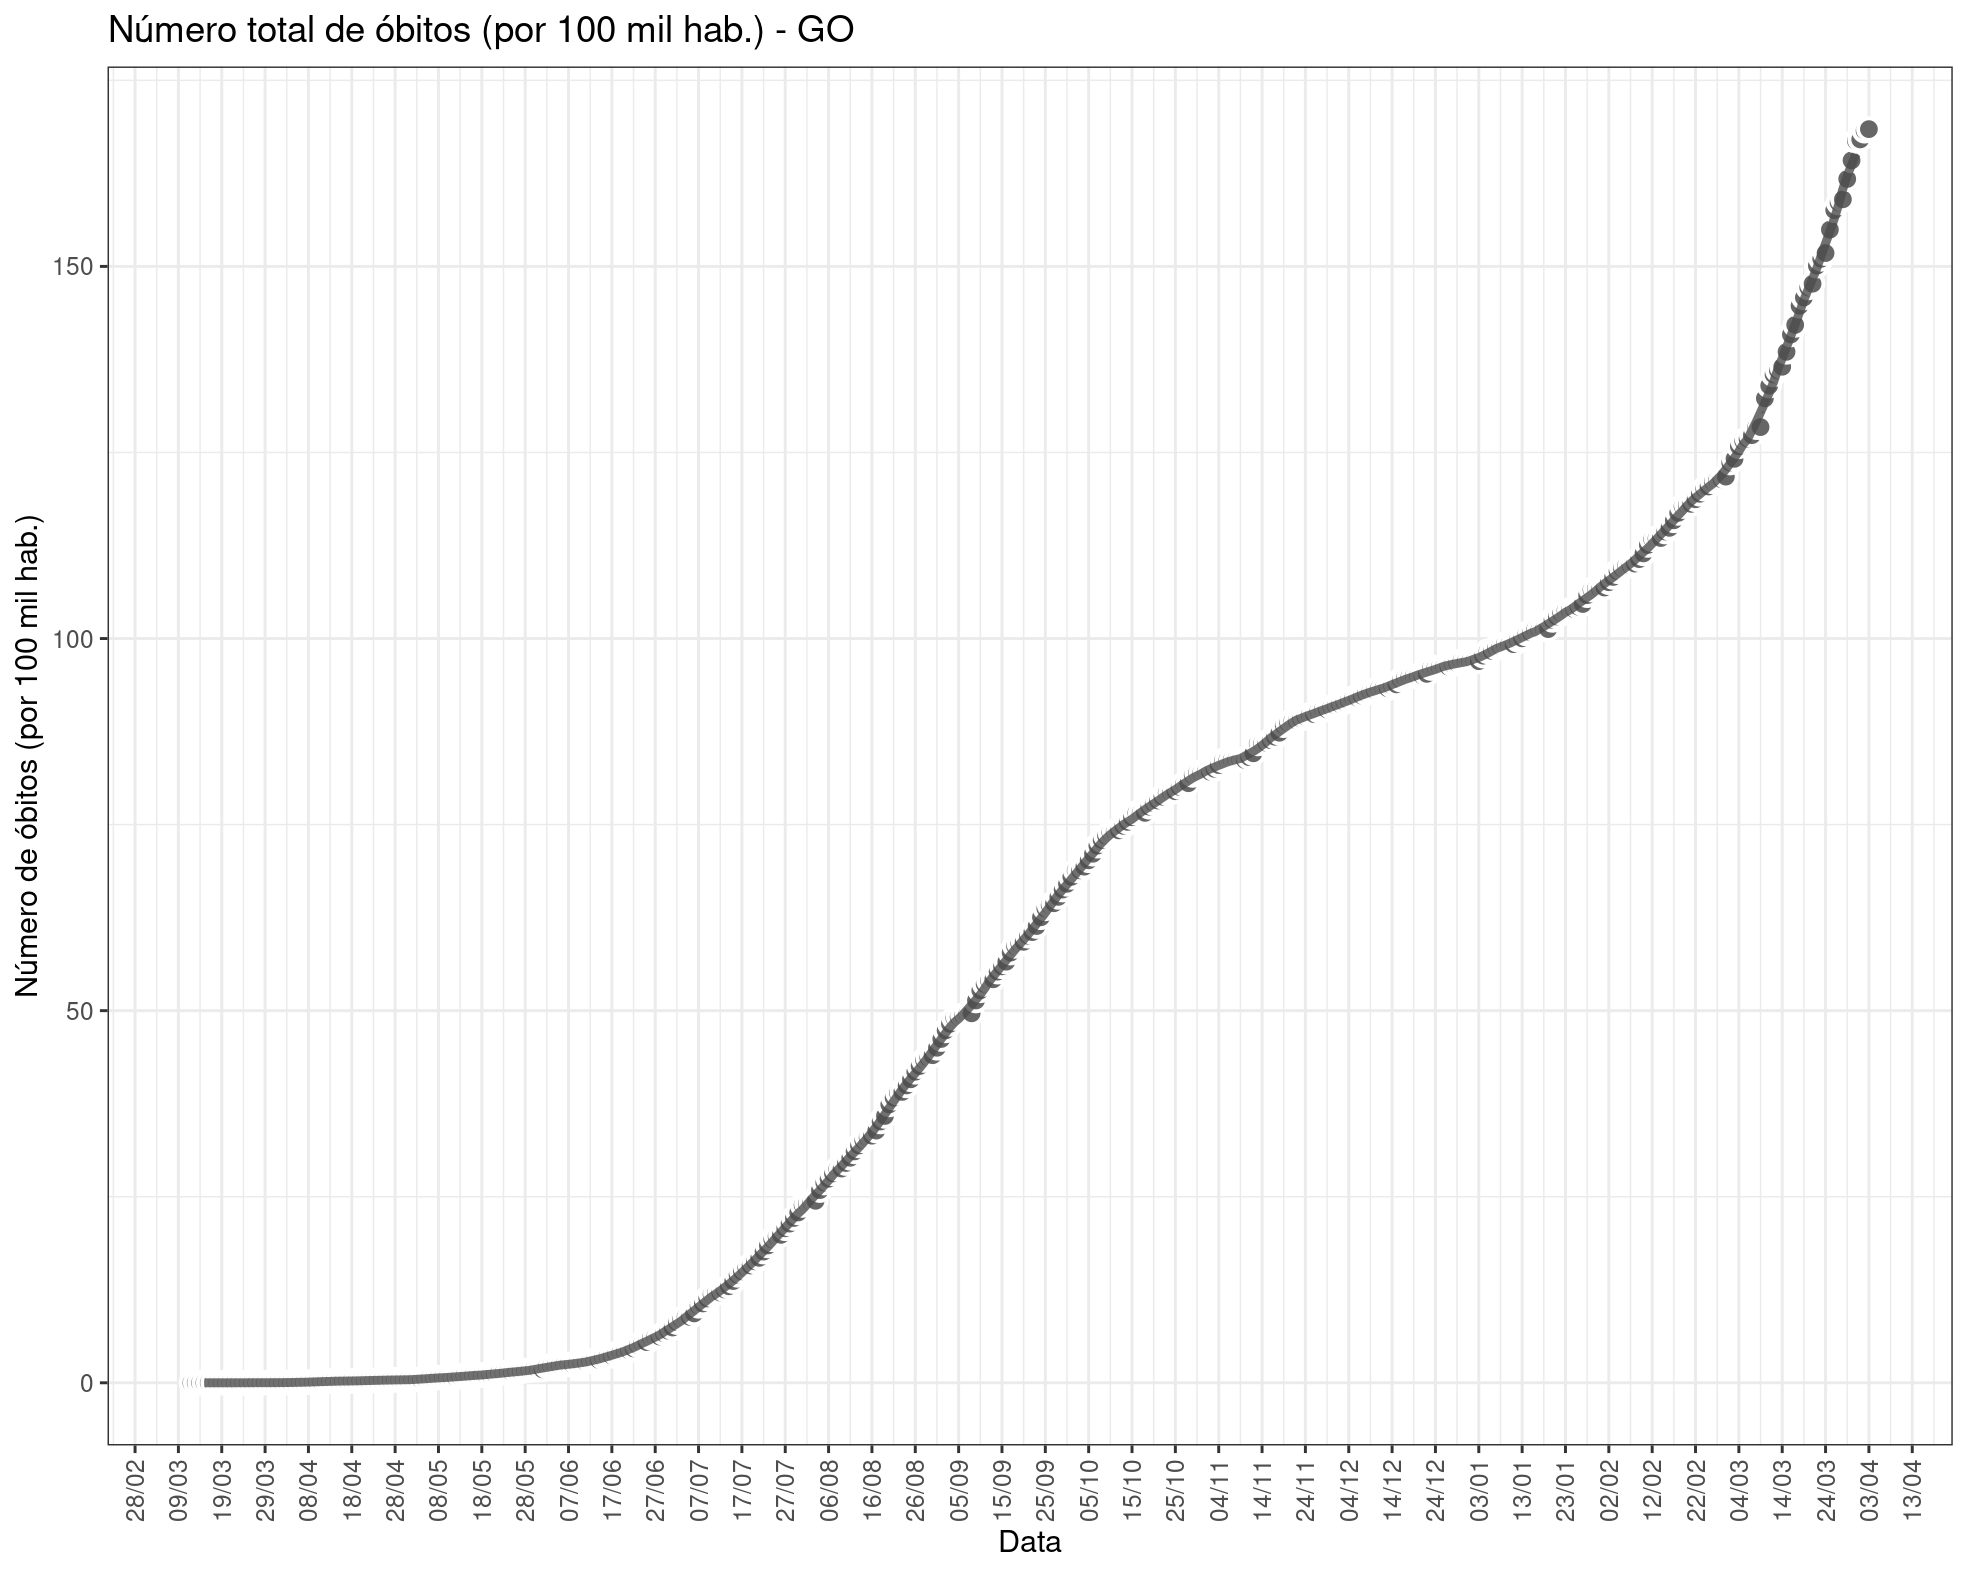 Número total de óbitos (por 100 mil hab.) - GO
Número de óbitos (por 100 mil hab.)
150
100
50
0
28/02 09/03 19/03 29/03 08/04 18/04 28/04 08/05 18/05 28/05 07/06 17/06 27/06 07/07 17/07 27/07 06/08 16/08 26/08 05/09 15/09 25/09 05/10 15/10 25/10 04/11 14/11 24/11 04/12 14/12 24/12 03/01 13/01 23/01 02/02 12/02 22/02 04/03 14/03 24/03 03/04 13/04
Data